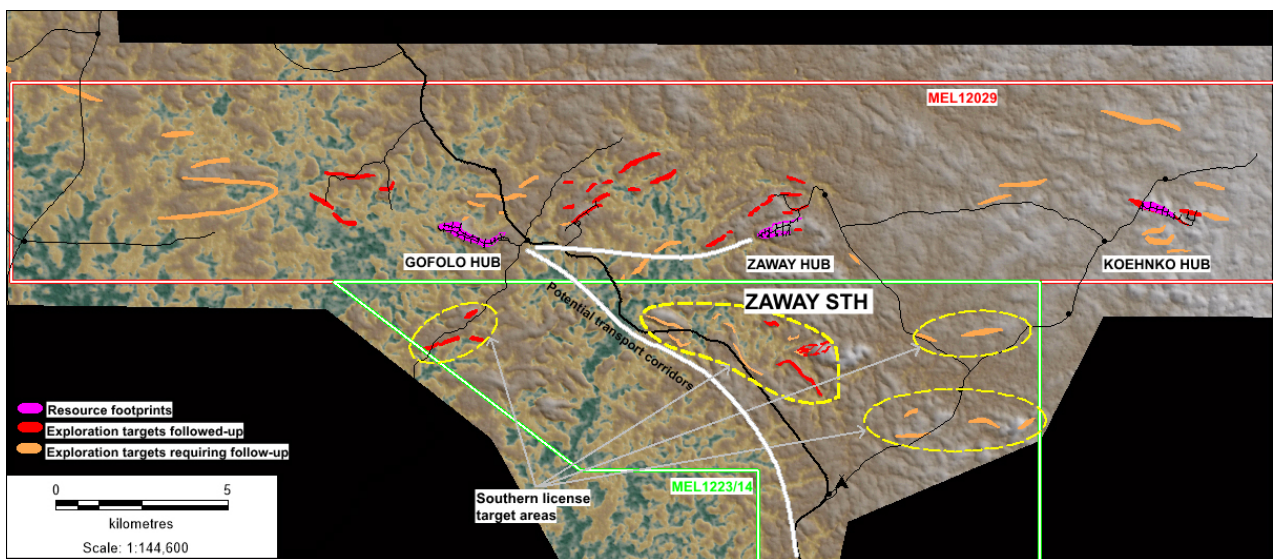 MEL12029
GOFOLO HUB
ZAWAY HUB
KOEHNKO HUB
ZAWAY STH
Potential transport corridors
Resource footprints
Exploration targets followed-up
Exploration targets requiring follow-up
MEL1223/14
Southern license
target areas
0 5
kilometres
Scale: 1:144,600